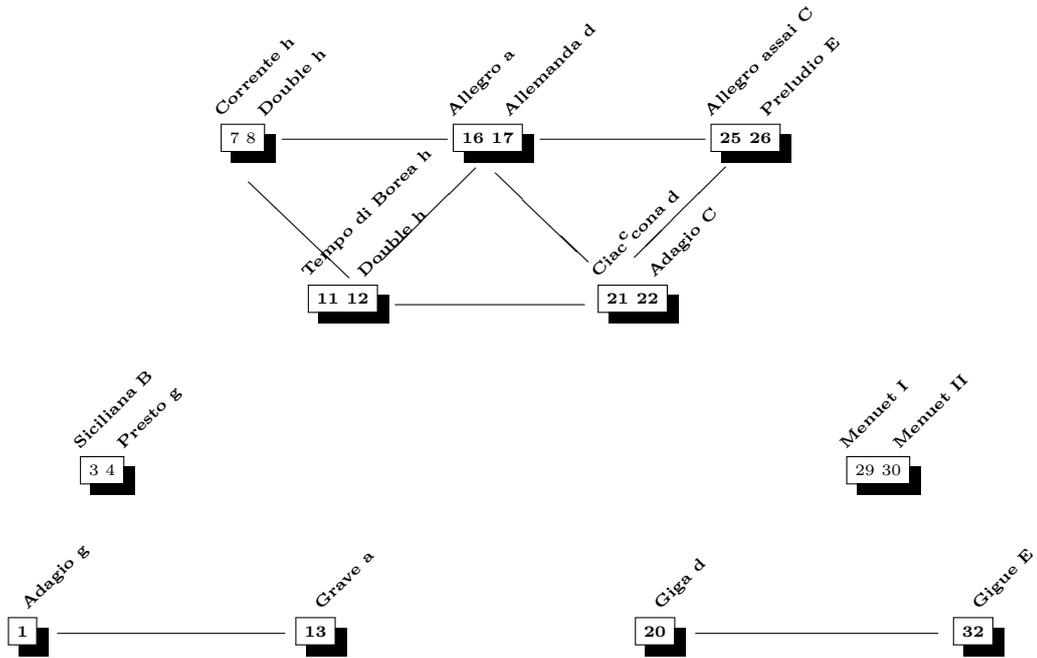 Corrente h
Double h
7 8
Allegro a
Allemanda d
16 17
Allegro assai C
Preludio E
25 26
Tempo di Borea h
Double h
11 12
Ciac cona d
c
Adagio C
21 22
Siciliana B
Presto g
3 4
Menuet I
Menuet II
29 30
Adagio g
1
Grave a
13
Giga d
20
Gigue E
32